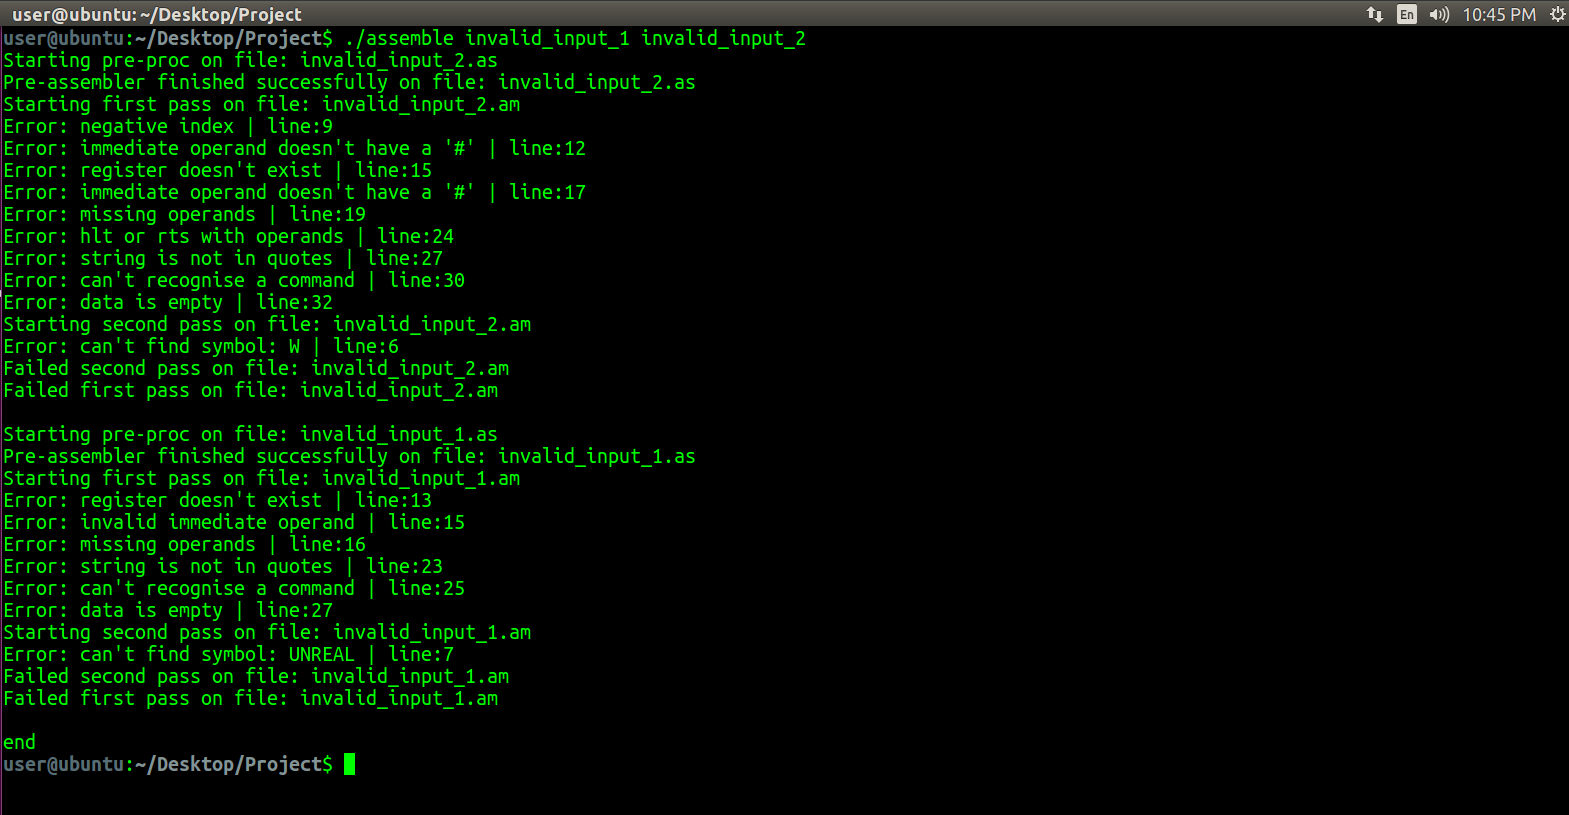 user@ubuntu: ~/Desktop/Project En 10:45 PM
user@ubuntu:~/Desktop/Project$ ./assemble invalid_input_1 invalid_input_2
Starting pre-proc on file: invalid_input_2.as
Pre-assembler finished successfully on file: invalid_input_2.as
Starting first pass on file: invalid_input_2.am
Error: negative index | line:9
Error: immediate operand doesn't have a '#' | line:12
Error: register doesn't exist | line:15
Error: immediate operand doesn't have a '#' | line:17
Error: missing operands | line:19
Error: hlt or rts with operands | line:24
Error: string is not in quotes | line:27
Error: can't recognise a command | line:30
Error: data is empty | line:32
Starting second pass on file: invalid_input_2.am
Error: can't find symbol: W | line:6
Failed second pass on file: invalid_input_2.am
Failed first pass on file: invalid_input_2.am
Starting pre-proc on file: invalid_input_1.as
Pre-assembler finished successfully on file: invalid_input_1.as
Starting first pass on file: invalid_input_1.am
Error: register doesn't exist | line:13
Error: invalid immediate operand | line:15
Error: missing operands | line:16
Error: string is not in quotes | line:23
Error: can't recognise a command | line:25
Error: data is empty | line:27
Starting second pass on file: invalid_input_1.am
Error: can't find symbol: UNREAL | line:7
Failed second pass on file: invalid_input_1.am
Failed first pass on file: invalid_input_1.am
end
user@ubuntu:~/Desktop/Project$